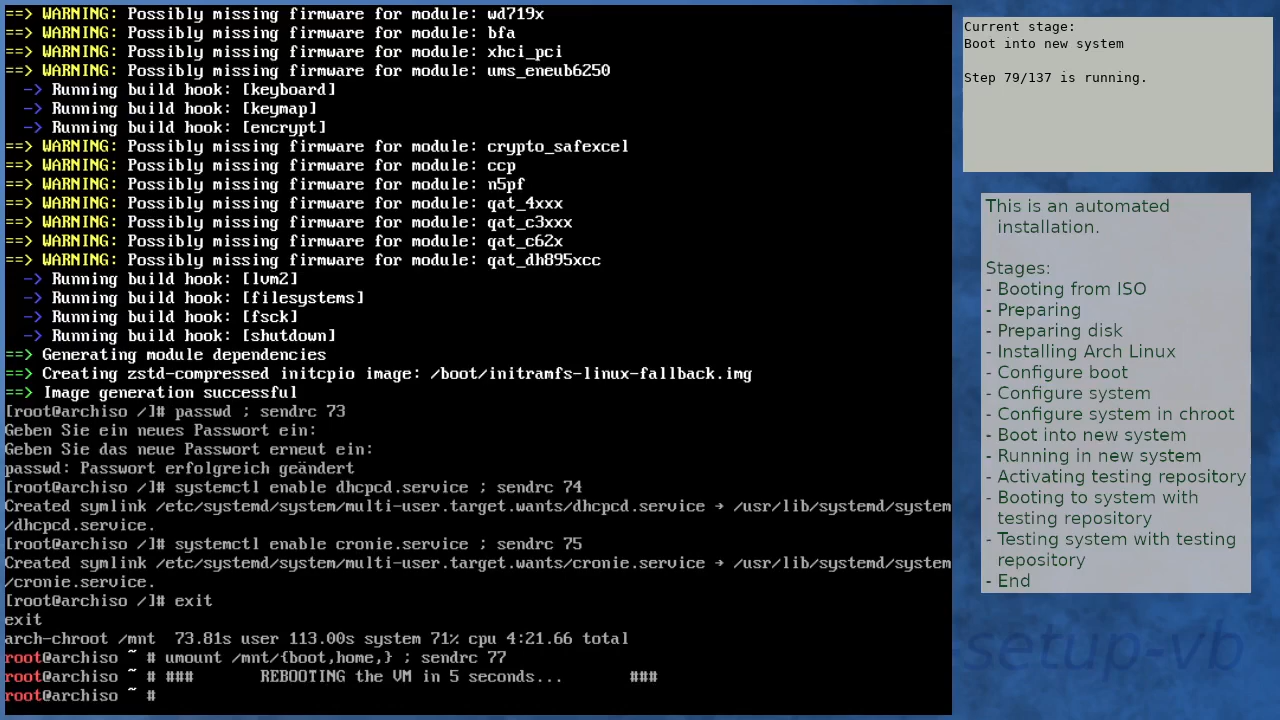 ==> WARNING: Possibly missing firmware for module: wd719x
==> WARNING: Possibly missing firmware for module: bfa
==> WARNING: Possibly missing firmware for module: xhci_pci
==> WARNING: Possibly missing firmware for module: ums_eneub6250
-> Running build hook: [keyboard]
-> Running build hook: [keymap]
-> Running build hook: [encrypt]
==> WARNING: Possibly missing firmware for module: crypto_safexcel
==> WARNING: Possibly missing firmware for module: ccp
==> WARNING: Possibly missing firmware for module: n5pf
==> WARNING: Possibly missing firmware for module: qat_4xxx
==> WARNING: Possibly missing firmware for module: qat_c3xxx
==> WARNING: Possibly missing firmware for module: qat_c62x
==> WARNING: Possibly missing firmware for module: qat_dh895xcc
-> Running build hook: [lvm2]
-> Running build hook: [filesystems]
-> Running build hook: [fsck]
-> Running build hook: [shutdown]
==> Generating module dependencies
==> Creating zstd-compressed initcpio image: /boot/initramfs-linux-fallback.img
==> Image generation successful
[root@archiso /]# passwd ; sendrc 73
Geben Sie ein neues Passwort ein:
Geben Sie das neue Passwort erneut ein:
passwd: Passwort erfolgreich geändert
[root@archiso /]# systemctl enable dhcpcd.service ; sendrc 74
Created symlink /etc/systemd/system/multi-user.target.wants/dhcpcd.service → /usr/lib/systemd/system
/dhcpcd.service.
[root@archiso /]# systemctl enable cronie.service ; sendrc 75
Created symlink /etc/systemd/system/multi-user.target.wants/cronie.service → /usr/lib/systemd/system
/cronie.service.
[root@archiso /]# exit
exit
arch-chroot /mnt  73.81s user 113.00s system 71% cpu 4:21.66 total
root@archiso ~ # umount /mnt/{boot,home,} ; sendrc 77
root@archiso ~ # ###       REBOOTING the VM in 5 seconds...       ###
root@archiso ~ #
Current stage:
Boot into new system
Step 79/137 is running.
This is an automated
installation.
Stages:
- Booting from ISO
- Preparing
- Preparing disk
- Installing Arch Linux
- Configure boot
- Configure system
- Configure system in chroot
- Boot into new system
- Running in new system
- Activating testing repository
- Booting to system with
testing repository
- Testing system with testing
repository
- End
setup-vb